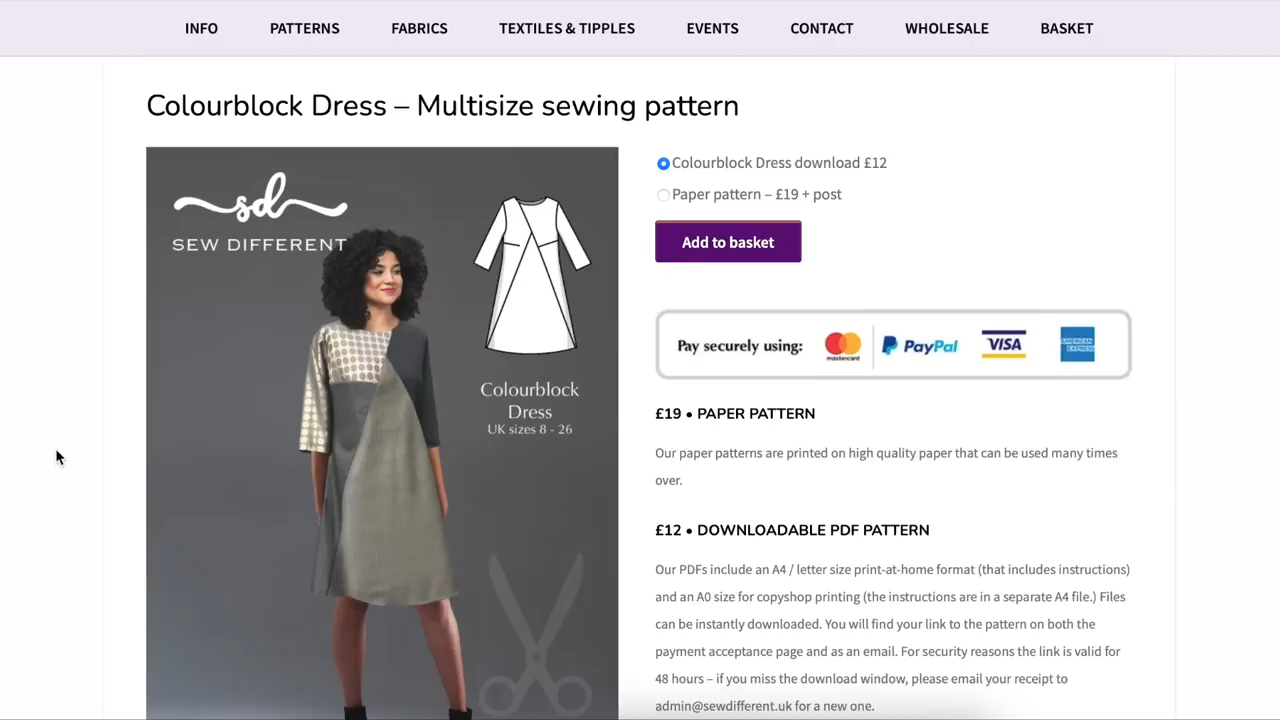 INFO PATTERNS FABRICS TEXTILES & TIPPLES EVENTS CONTACT WHOLESALE BASKET
Colourblock Dress – Multisize sewing pattern
sd
SEW DIFFERENT
Colourblock
Dress
UK sizes 8 - 26
Colourblock Dress download £12
Paper pattern – £19 + post
Add to basket
Pay securely using: mastercard PayPal VISA AMERICAN EXPRESS
£19 • PAPER PATTERN
Our paper patterns are printed on high quality paper that can be used many times
over.
£12 • DOWNLOADABLE PDF PATTERN
Our PDFs include an A4 / letter size print-at-home format (that includes instructions)
and an A0 size for copyshop printing (the instructions are in a separate A4 file.) Files
can be instantly downloaded. You will find your link to the pattern on both the
payment acceptance page and as an email. For security reasons the link is valid for
48 hours – if you miss the download window, please email your receipt to
admin@sewdifferent.uk for a new one.